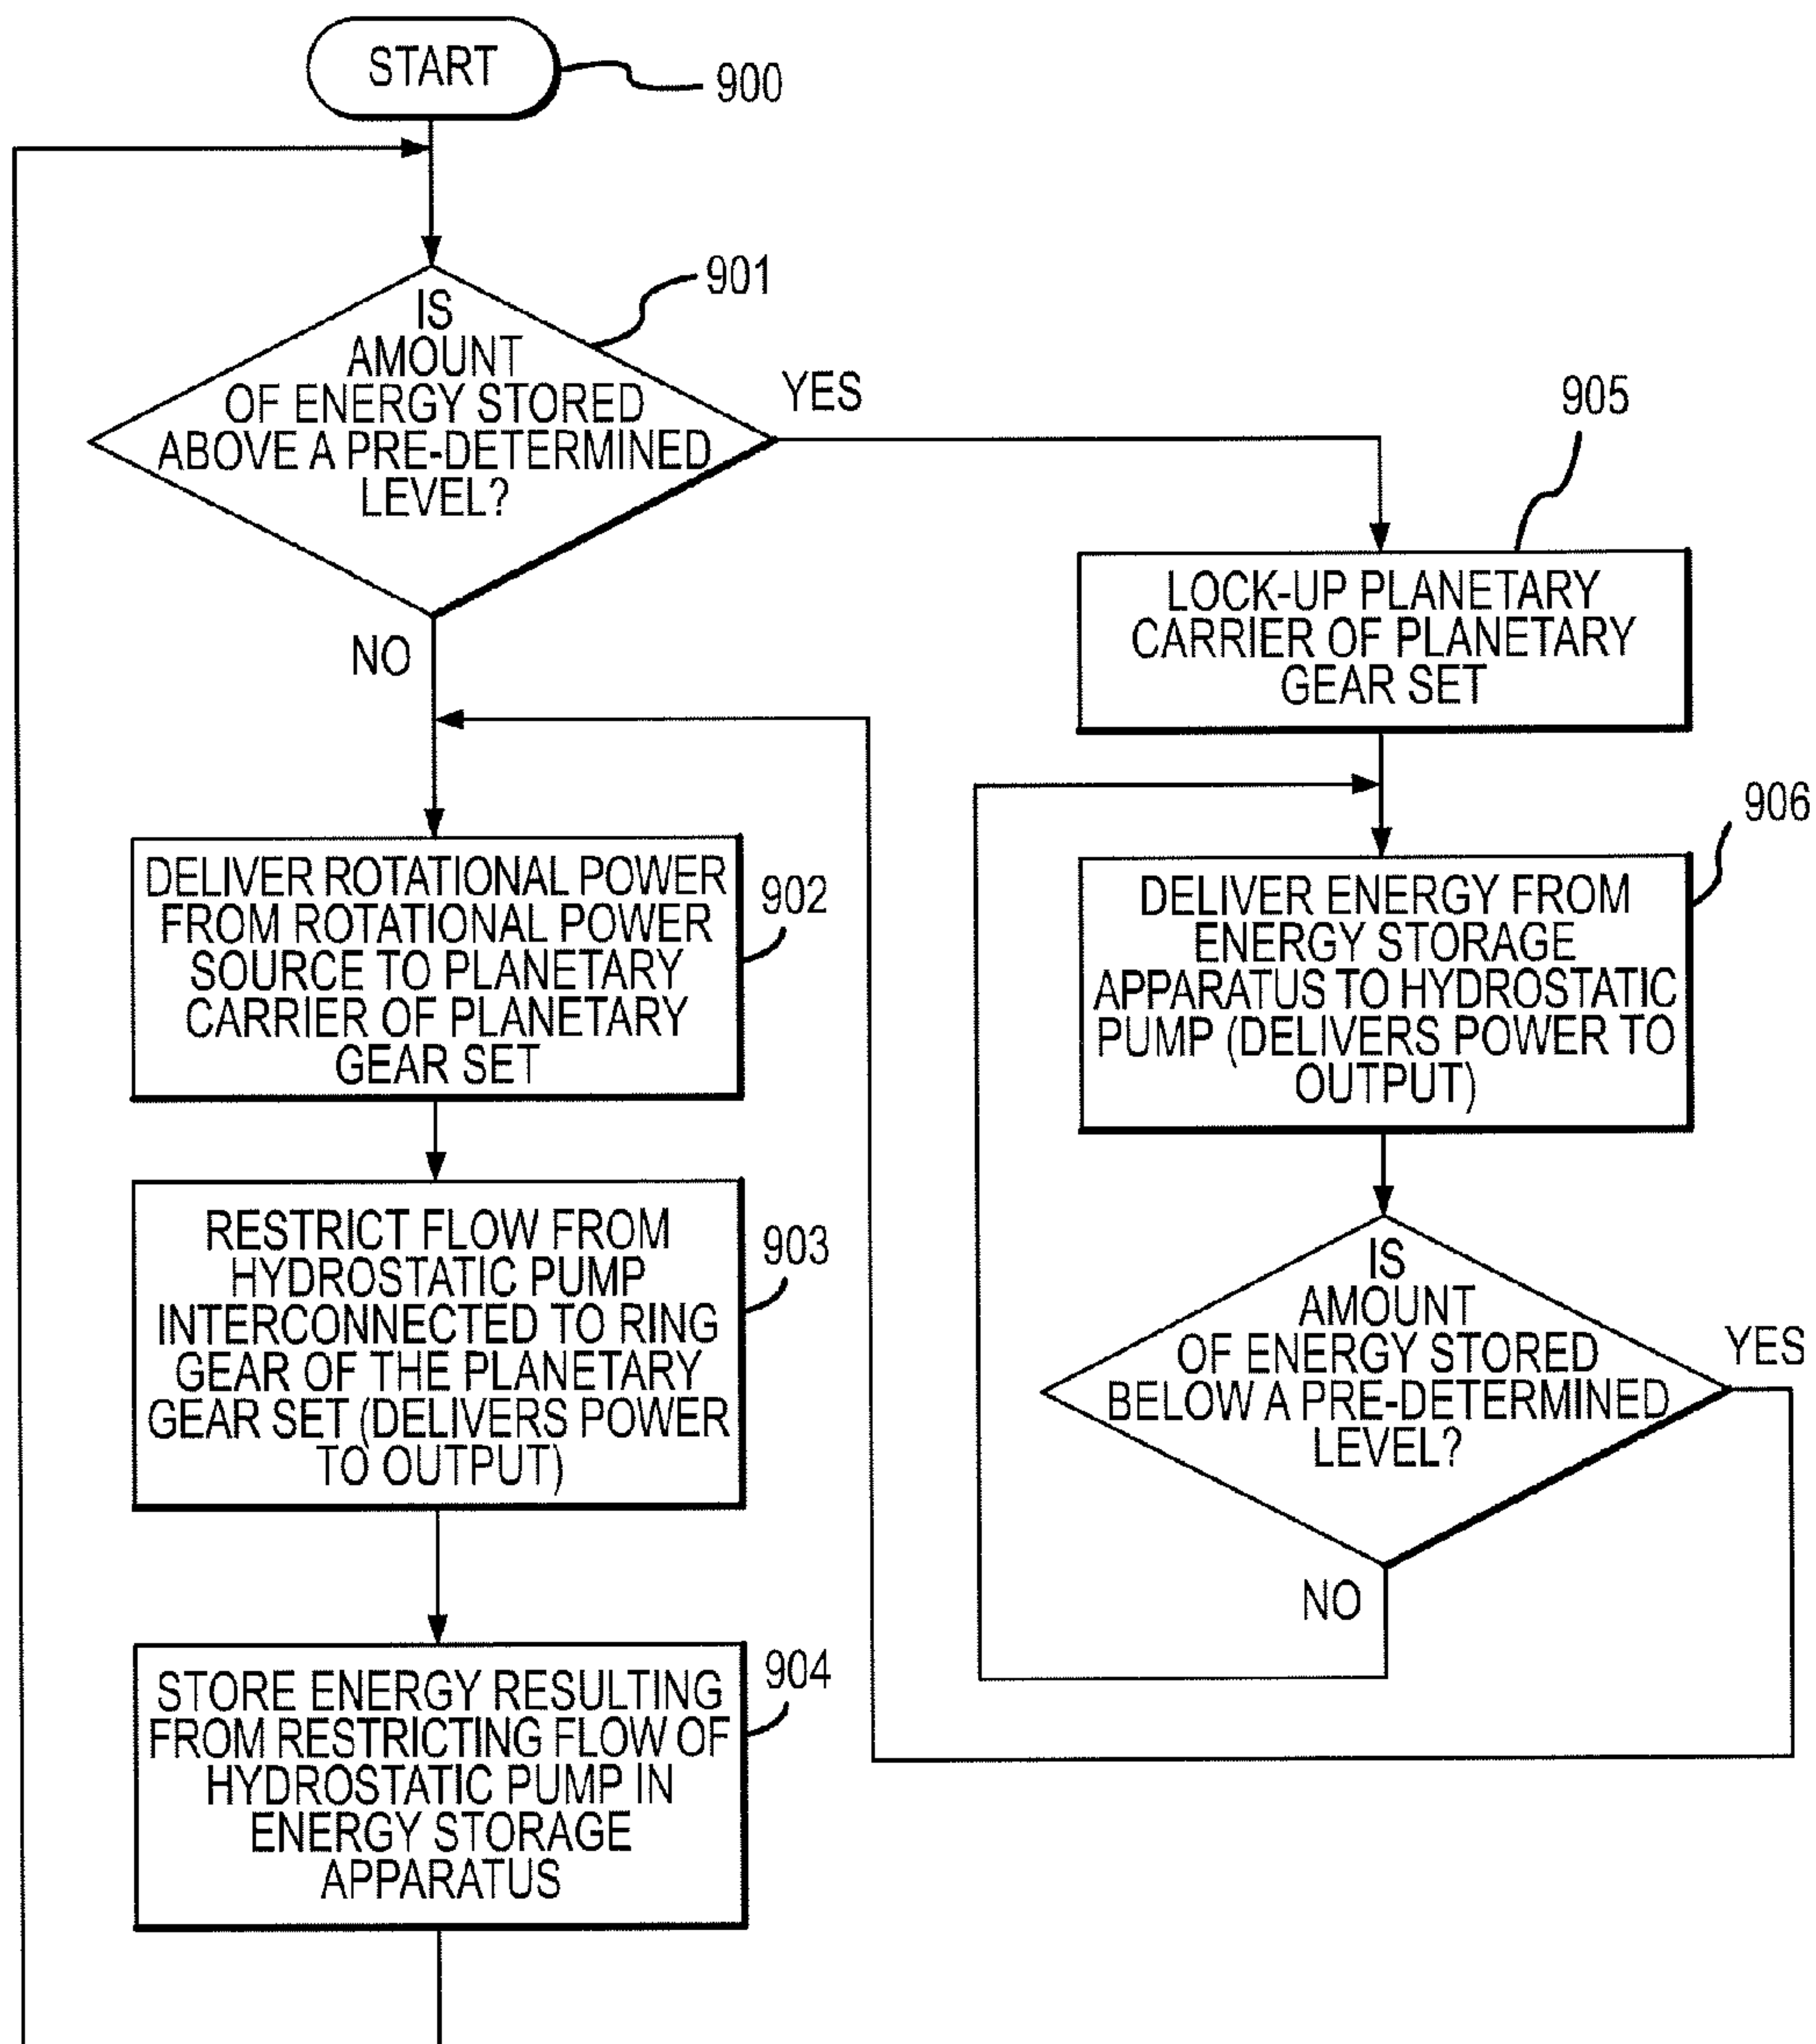 START
900
IS
AMOUNT
OF ENERGY STORED
ABOVE A PRE-DETERMINED
LEVEL?
901
YES
NO
905
LOCK-UP PLANETARY
CARRIER OF PLANETARY
GEAR SET
DELIVER ROTATIONAL POWER
FROM ROTATIONAL POWER
SOURCE TO PLANETARY
CARRIER OF PLANETARY
GEAR SET
902
906
DELIVER ENERGY FROM
ENERGY STORAGE
APPARATUS TO HYDROSTATIC
PUMP (DELIVERS POWER TO
OUTPUT)
RESTRICT FLOW FROM
HYDROSTATIC PUMP
INTERCONNECTED TO RING
GEAR OF THE PLANETARY
GEAR SET (DELIVERS POWER
TO OUTPUT)
903
IS
AMOUNT
OF ENERGY STORED
BELOW A PRE-DETERMINED
LEVEL?
YES
NO
STORE ENERGY RESULTING
FROM RESTRICTING FLOW OF
HYDROSTATIC PUMP IN
ENERGY STORAGE
APPARATUS
904